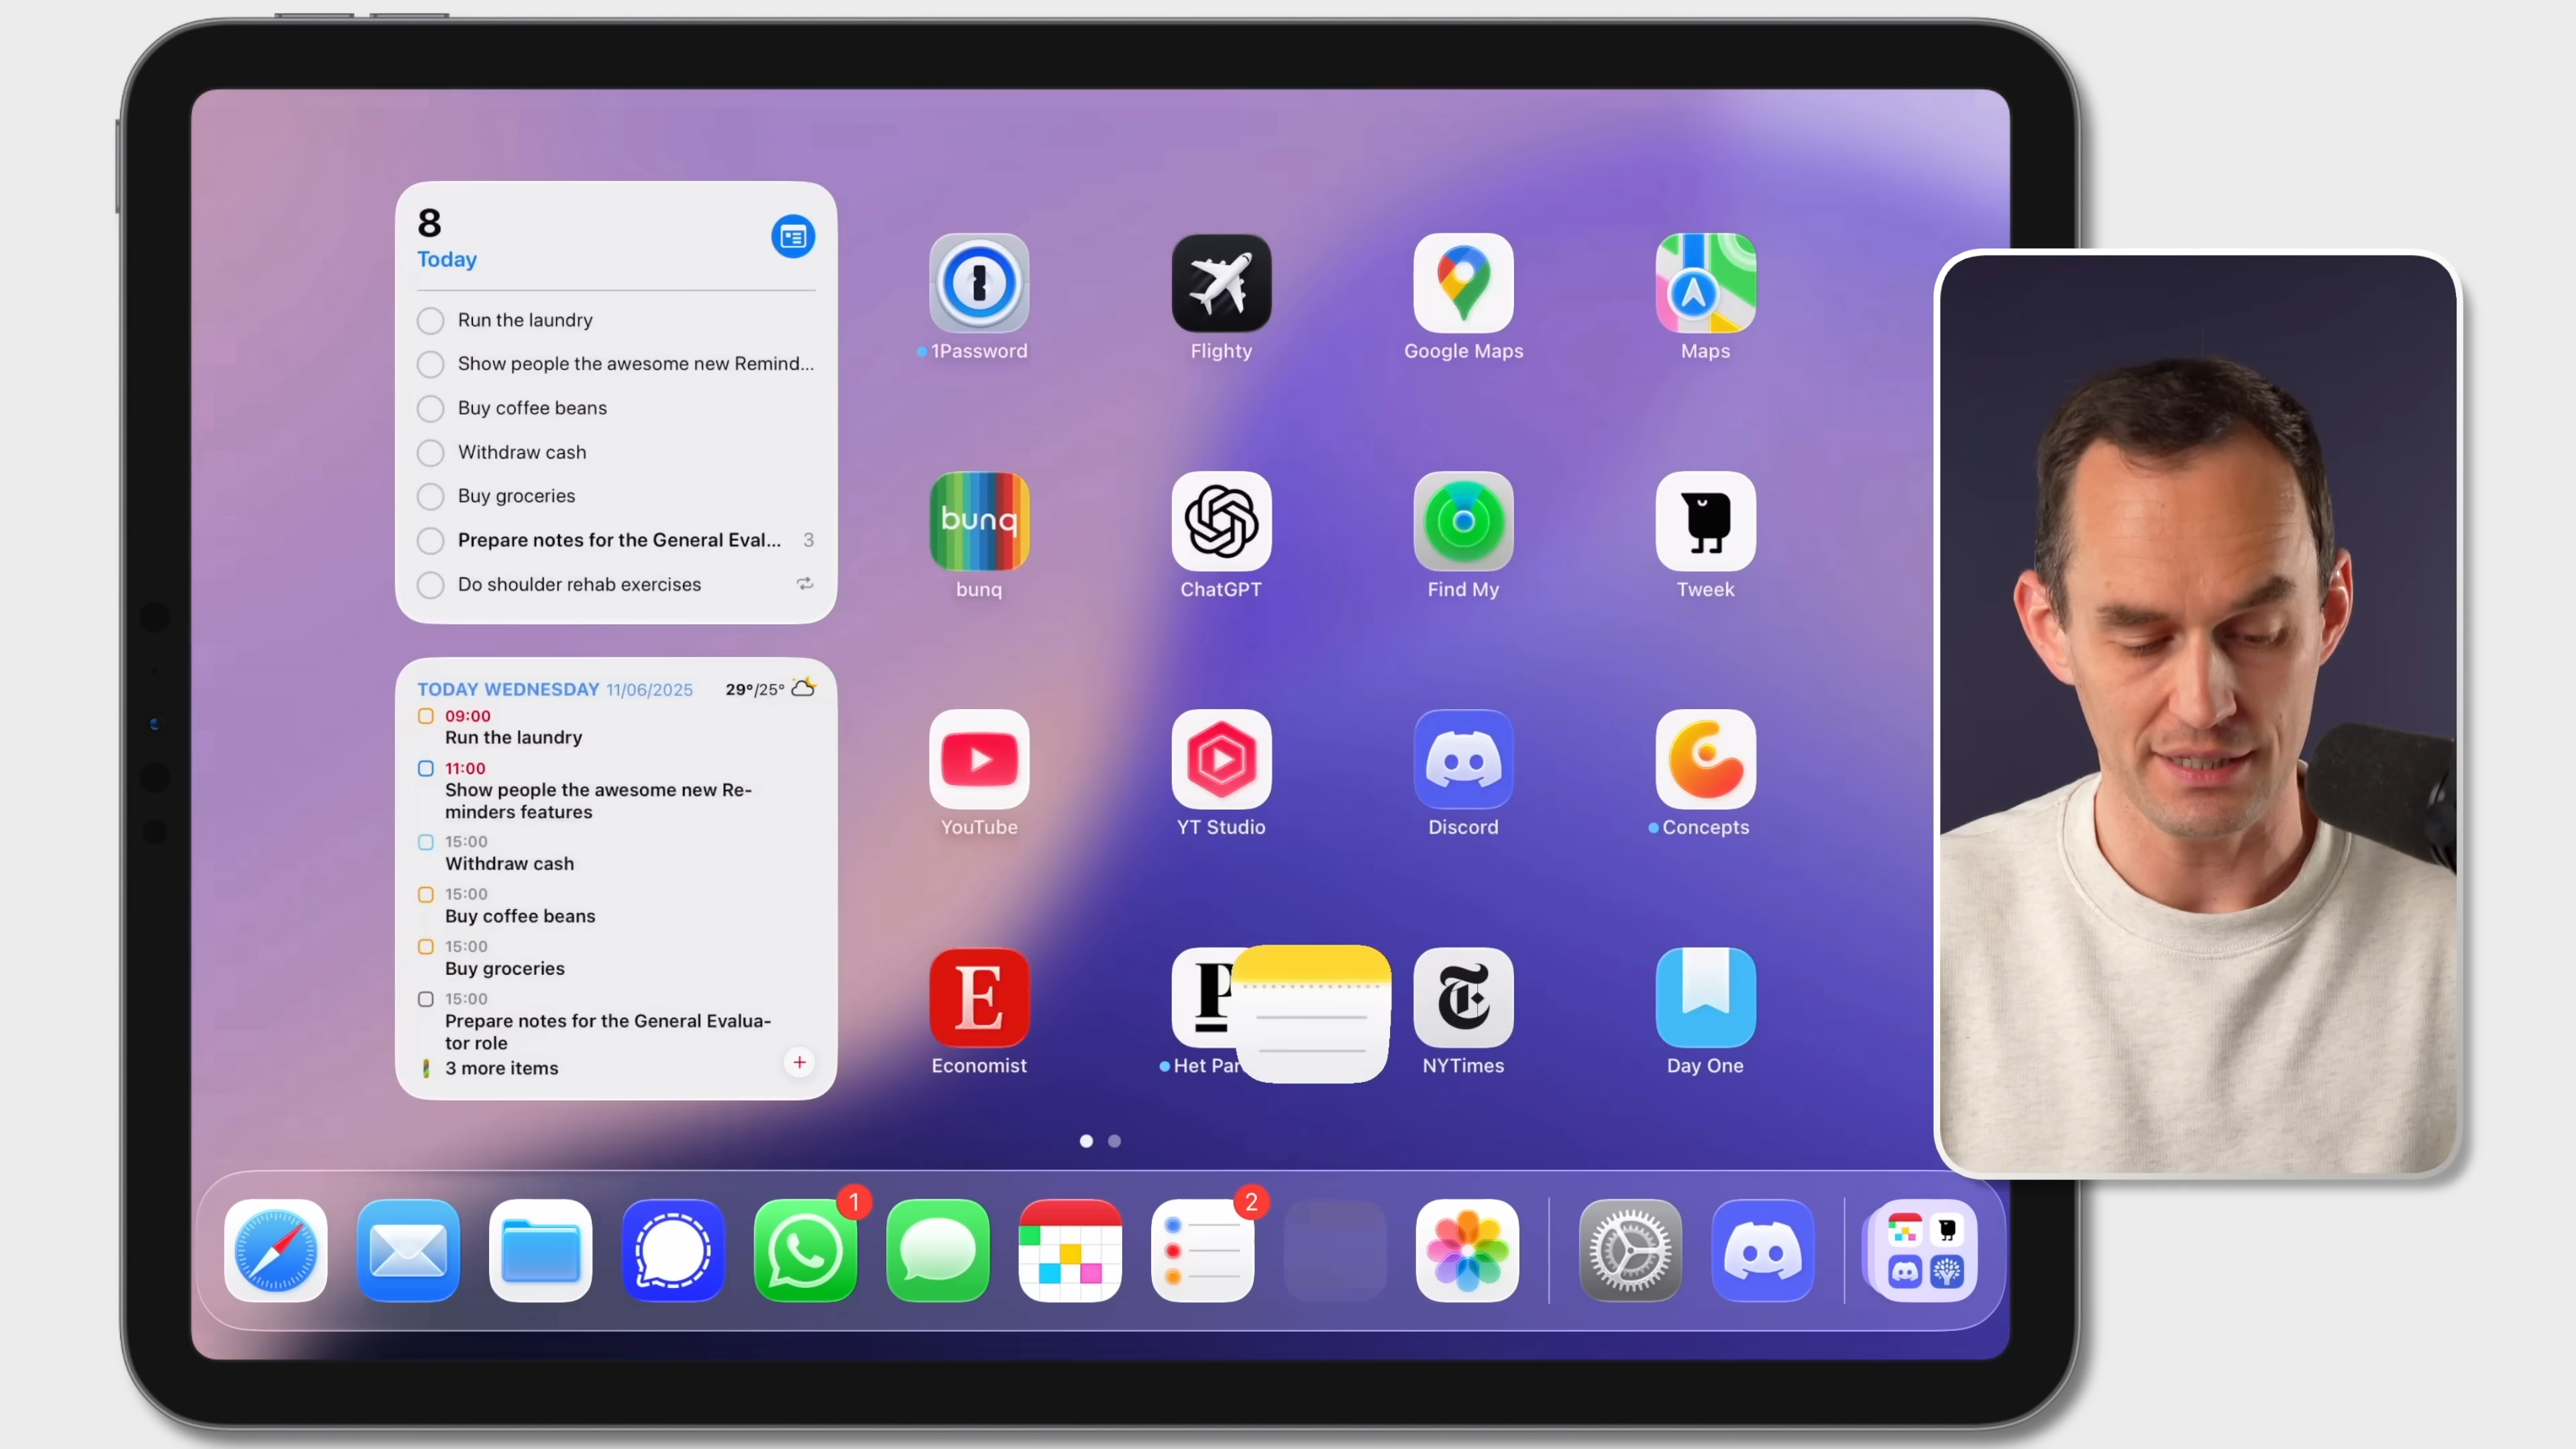 8
Today
Run the laundry
Show people the awesome new Remind...
Buy coffee beans
Withdraw cash
Buy groceries
Prepare notes for the General Eval... 3
Do shoulder rehab exercises
TODAY WEDNESDAY 11/06/2025 29°/25°
09:00
Run the laundry
11:00
Show people the awesome new Re-
minders features
15:00
Withdraw cash
15:00
Buy coffee beans
15:00
Buy groceries
15:00
Prepare notes for the General Evalua-
tor role
3 more items
+
1Password Flighty Google Maps Maps
bunq
bunq ChatGPT Find My Tweek
YouTube YT Studio Discord Concepts
E P
Economist Het Par NYTimes Day One
1 2